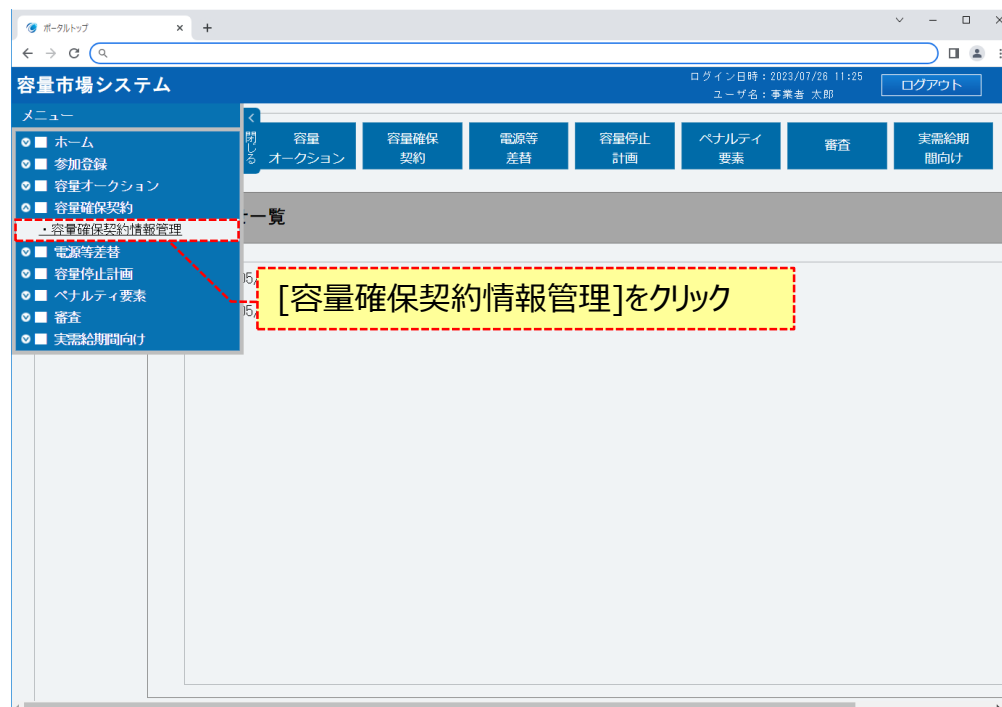 ポータルトップ
容量市場システム
ログイン日時：2023/07/26 11:25
ユーザ名：事業者 太郎
ログアウト
メニュー
閉じる
容量
オークション
容量確保
契約
電源等
差替
容量停止
計画
ペナルティ
要素
審査
実需給期
間向け
ホーム
参加登録
容量オークション
容量確保契約
・容量確保契約情報管理
電源等差替
容量停止計画
ペナルティ要素
審査
実需給期間向け
一覧
[容量確保契約情報管理]をクリック